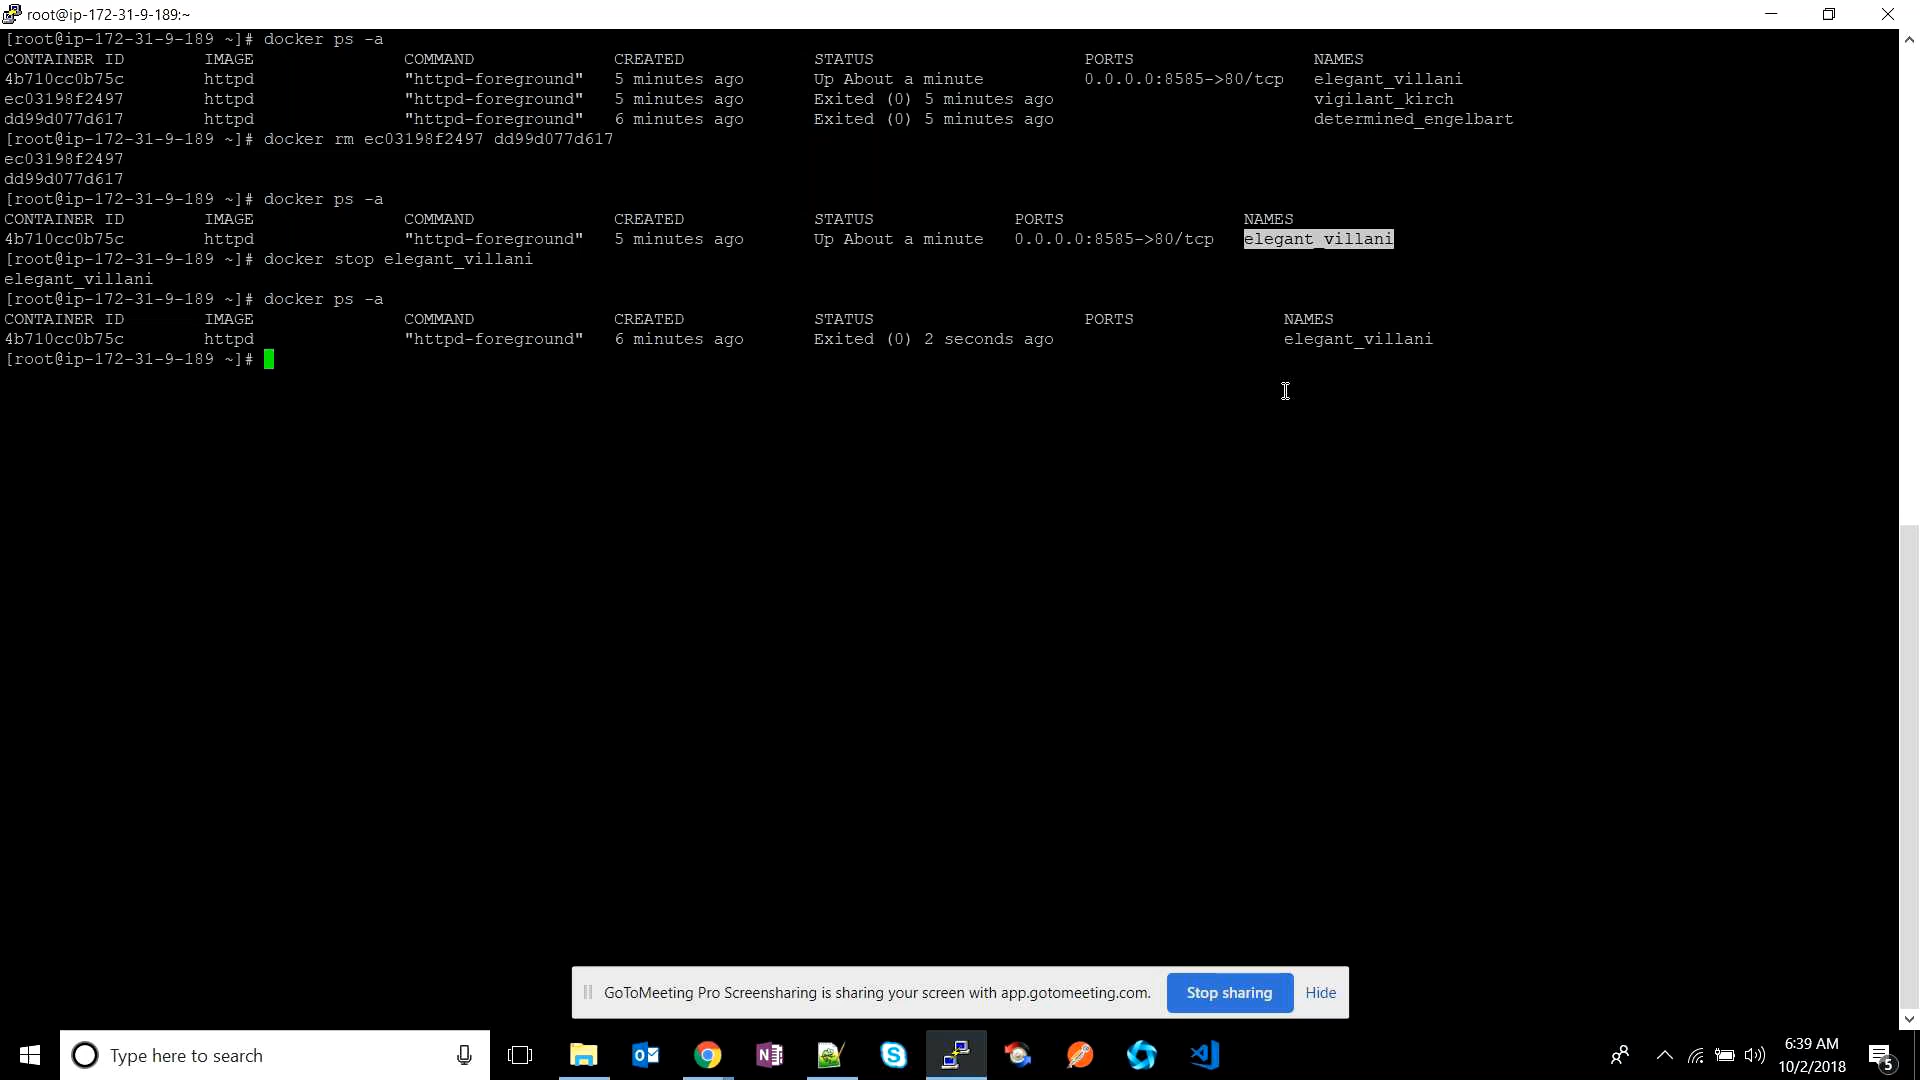 root@ip-172-31-9-189:~
[root@ip-172-31-9-189 ~]# docker ps -a
CONTAINER ID        IMAGE               COMMAND              CREATED             STATUS                     PORTS                  NAMES
4b710cc0b75c        httpd               "httpd-foreground"   5 minutes ago       Up About a minute          0.0.0.0:8585->80/tcp   elegant_villani
ec03198f2497        httpd               "httpd-foreground"   5 minutes ago       Exited (0) 5 minutes ago                          vigilant_kirch
dd99d077d617        httpd               "httpd-foreground"   6 minutes ago       Exited (0) 5 minutes ago                          determined_engelbart
[root@ip-172-31-9-189 ~]# docker rm ec03198f2497 dd99d077d617
ec03198f2497
dd99d077d617
[root@ip-172-31-9-189 ~]# docker ps -a
CONTAINER ID        IMAGE               COMMAND              CREATED             STATUS              PORTS                  NAMES
4b710cc0b75c        httpd               "httpd-foreground"   5 minutes ago       Up About a minute   0.0.0.0:8585->80/tcp   elegant_villani
[root@ip-172-31-9-189 ~]# docker stop elegant_villani
elegant_villani
[root@ip-172-31-9-189 ~]# docker ps -a
CONTAINER ID        IMAGE               COMMAND              CREATED             STATUS                     PORTS               NAMES
4b710cc0b75c        httpd               "httpd-foreground"   6 minutes ago       Exited (0) 2 seconds ago                       elegant_villani
[root@ip-172-31-9-189 ~]#
GoToMeeting Pro Screensharing is sharing your screen with app.gotomeeting.com. Stop sharing Hide
Type here to search
6:39 AM
10/2/2018
5